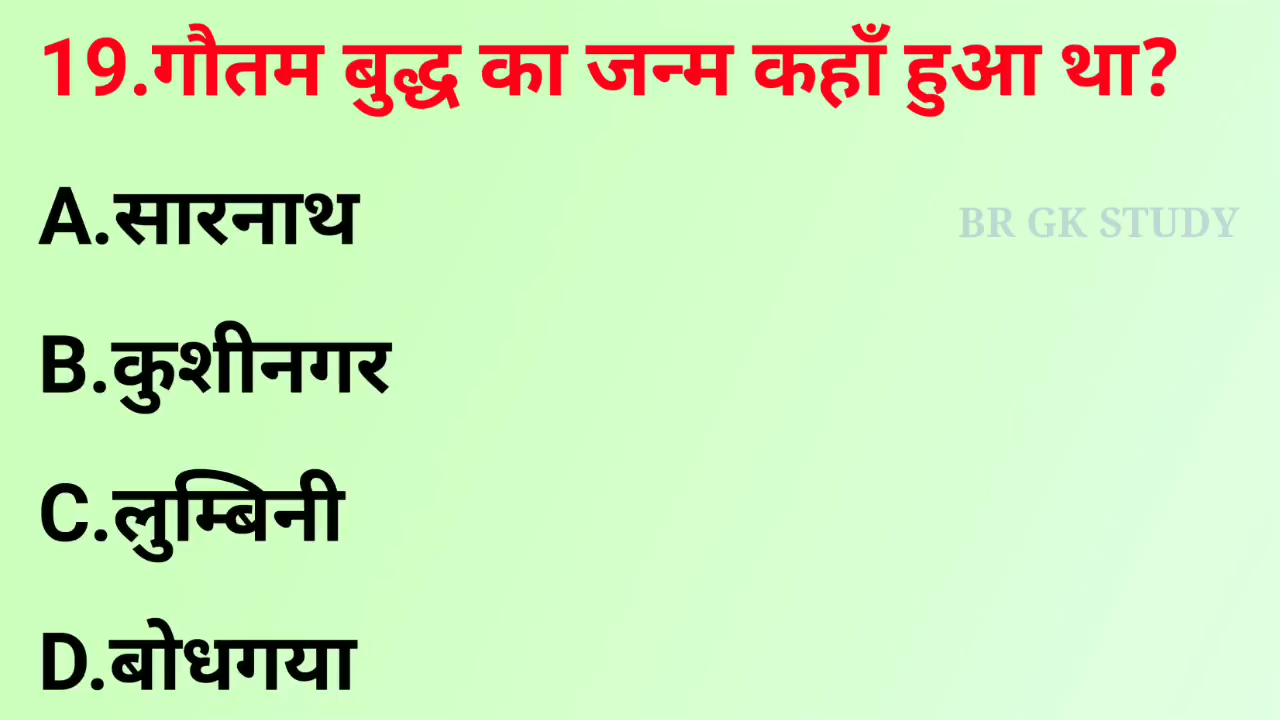 19.गौतम बुद्ध का जन्म कहाँ हुआ था?
A.सारनाथ
BR GK STUDY
B.कुशीनगर
C.लुम्बिनी
D.बोधगया